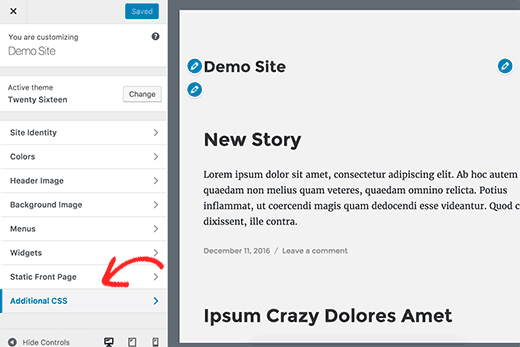 Saved
You are customizing
Demo Site
Active theme
Twenty Sixteen
Change
Site Identity
Colors
Header Image
Background Image
Menus
Widgets
Static Front Page
Additional CSS
Hide Controls
Demo Site
New Story
Lorem ipsum dolor sit amet, consectetur adipiscing elit. Ab hoc autem
quaedam non melius quam veteres, quaedam omnino relicta. Potius
inflammat, ut coercendi magis quam dedocendi esse videantur. Quod c
dixissent, ille contra.
December 11, 2016 / Leave a comment
Ipsum Crazy Dolores Amet